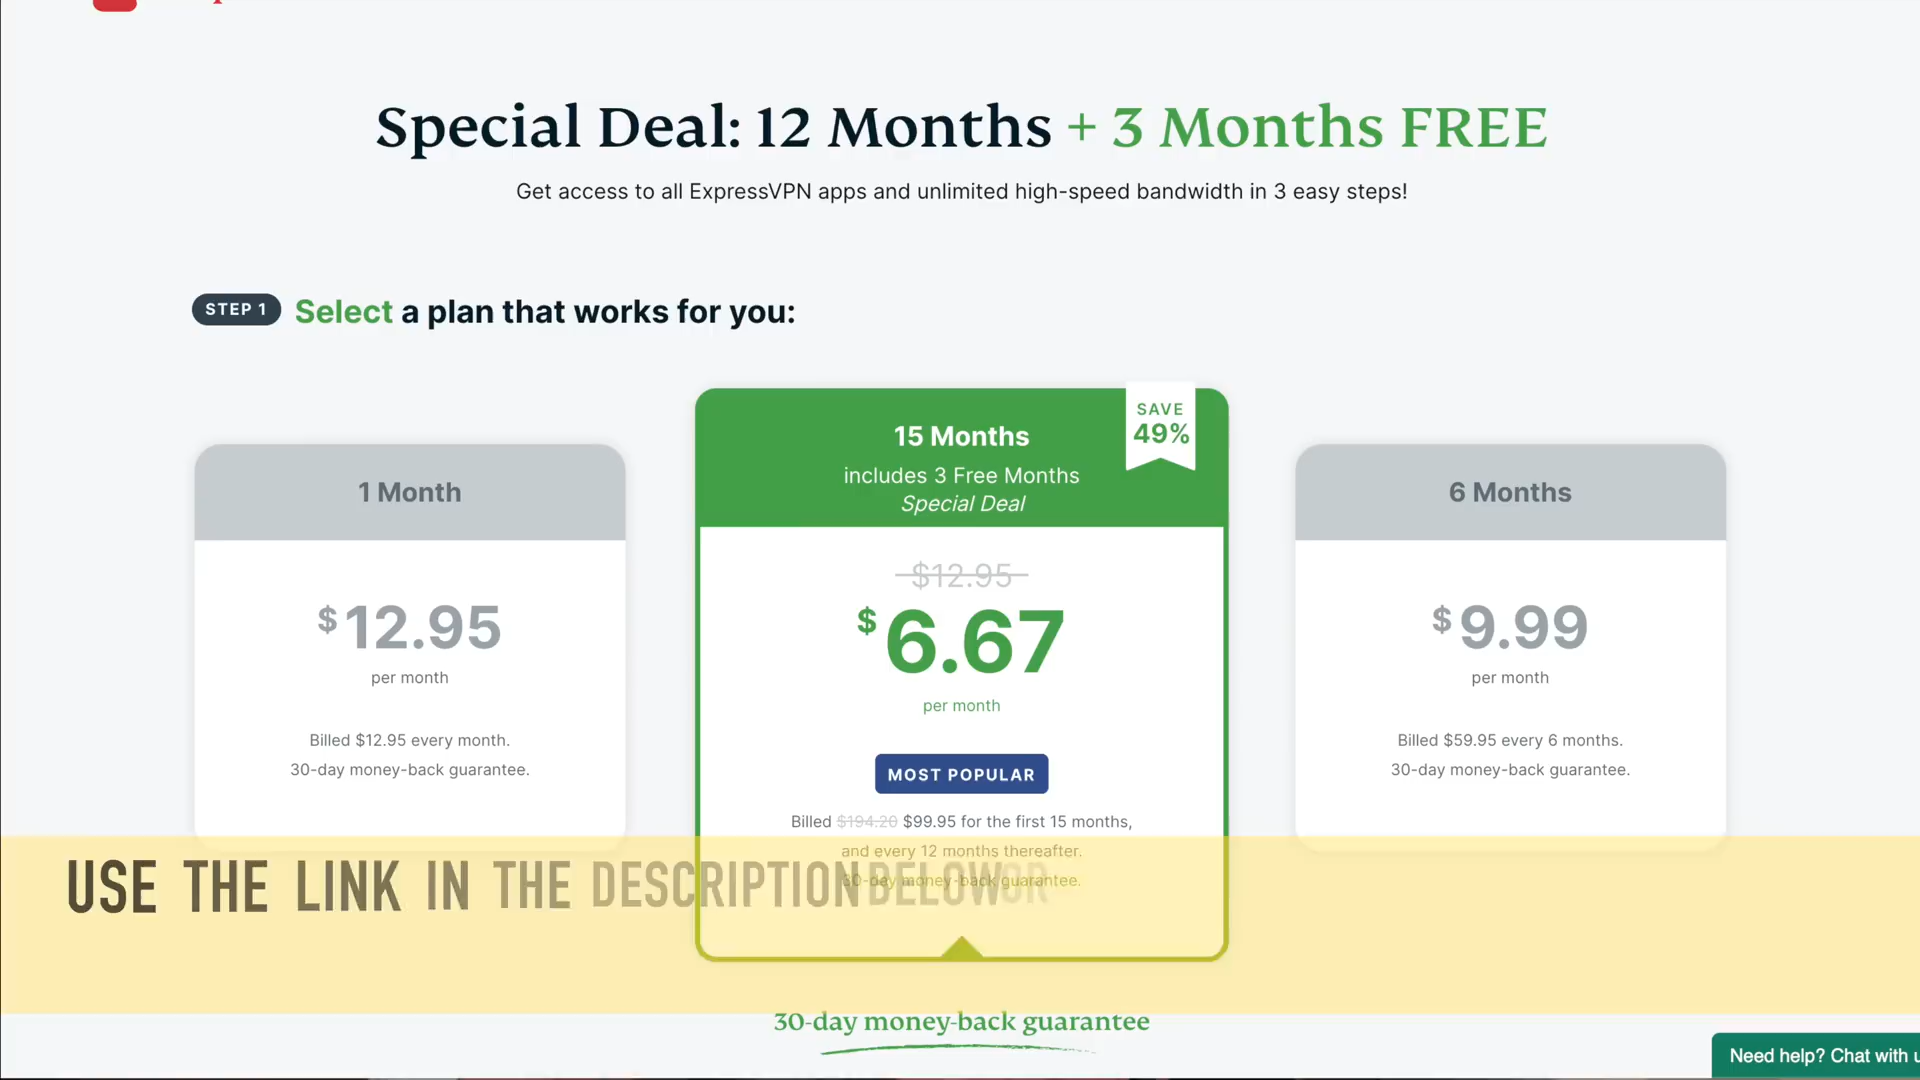 Special Deal: 12 Months + 3 Months FREE
Get access to all ExpressVPN apps and unlimited high-speed bandwidth in 3 easy steps!
STEP 1 Select a plan that works for you:
1 Month
$12.95
per month
Billed $12.95 every month.
30-day money-back guarantee.
SAVE
49%
15 Months
includes 3 Free Months
Special Deal
$12.95
$6.67
per month
MOST POPULAR
Billed $194.20 $99.95 for the first 15 months,
and every 12 months thereafter.
30-day money-back guarantee.
6 Months
$9.99
per month
Billed $59.95 every 6 months.
30-day money-back guarantee.
USE THE LINK IN THE DESCRIPTION BELOW OR
30-day money-back guarantee
Need help? Chat with u